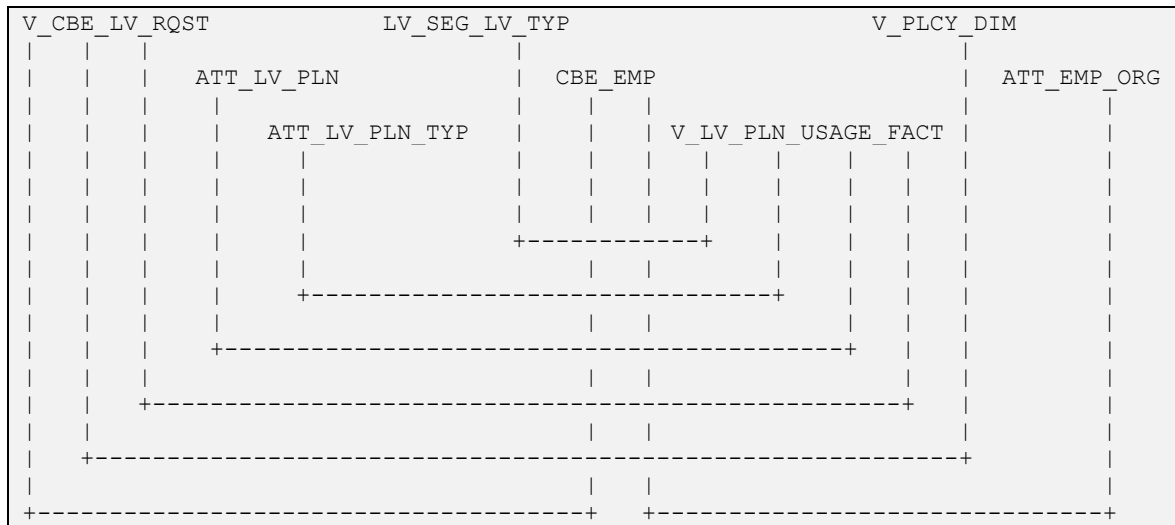 V_CBE_LV_RQST LV_SEG_LV_TYP V_PLCY_DIM
ATT_LV_PLN CBE_EMP ATT_EMP_ORG
ATT_LV_PLN_TYP V_LV_PLN_USAGE_FACT